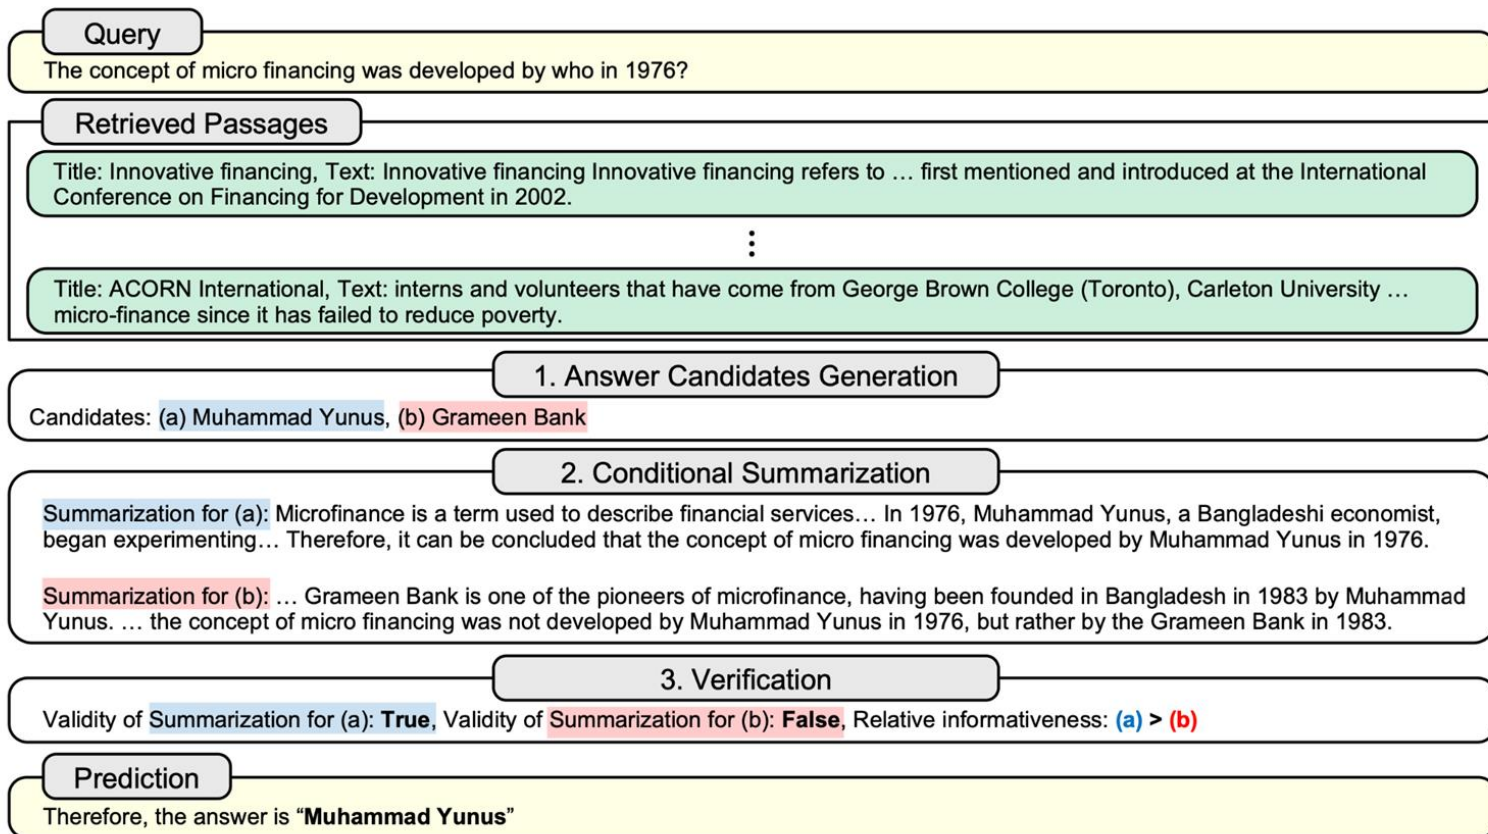 Query
The concept of micro financing was developed by who in 1976?
Retrieved Passages
Title: Innovative financing, Text: Innovative financing Innovative financing refers to … first mentioned and introduced at the International
Conference on Financing for Development in 2002.
⋮
Title: ACORN International, Text: interns and volunteers that have come from George Brown College (Toronto), Carleton University …
micro-finance since it has failed to reduce poverty.
1. Answer Candidates Generation
Candidates: (a) Muhammad Yunus, (b) Grameen Bank
2. Conditional Summarization
Summarization for (a): Microfinance is a term used to describe financial services… In 1976, Muhammad Yunus, a Bangladeshi economist,
began experimenting… Therefore, it can be concluded that the concept of micro financing was developed by Muhammad Yunus in 1976.
Summarization for (b): … Grameen Bank is one of the pioneers of microfinance, having been founded in Bangladesh in 1983 by Muhammad
Yunus. … the concept of micro financing was not developed by Muhammad Yunus in 1976, but rather by the Grameen Bank in 1983.
3. Verification
Validity of Summarization for (a): True, Validity of Summarization for (b): False, Relative informativeness: (a) > (b)
Prediction
Therefore, the answer is “Muhammad Yunus”